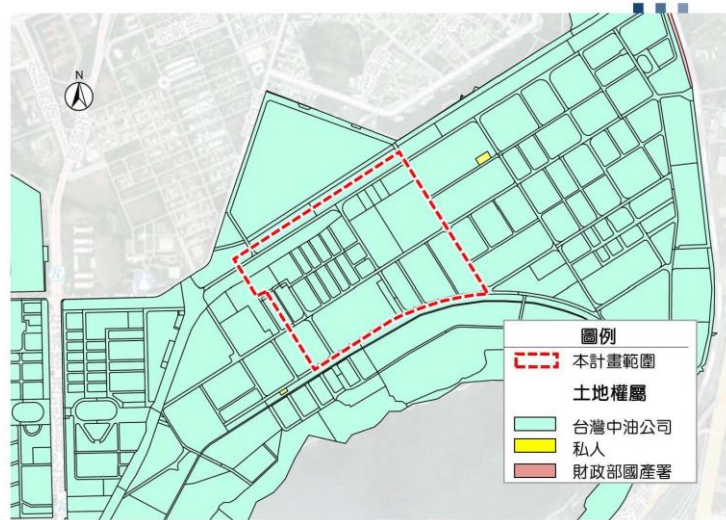 N
圖例
本計畫範圍
土地權屬
台灣中油公司
私人
財政部國產署